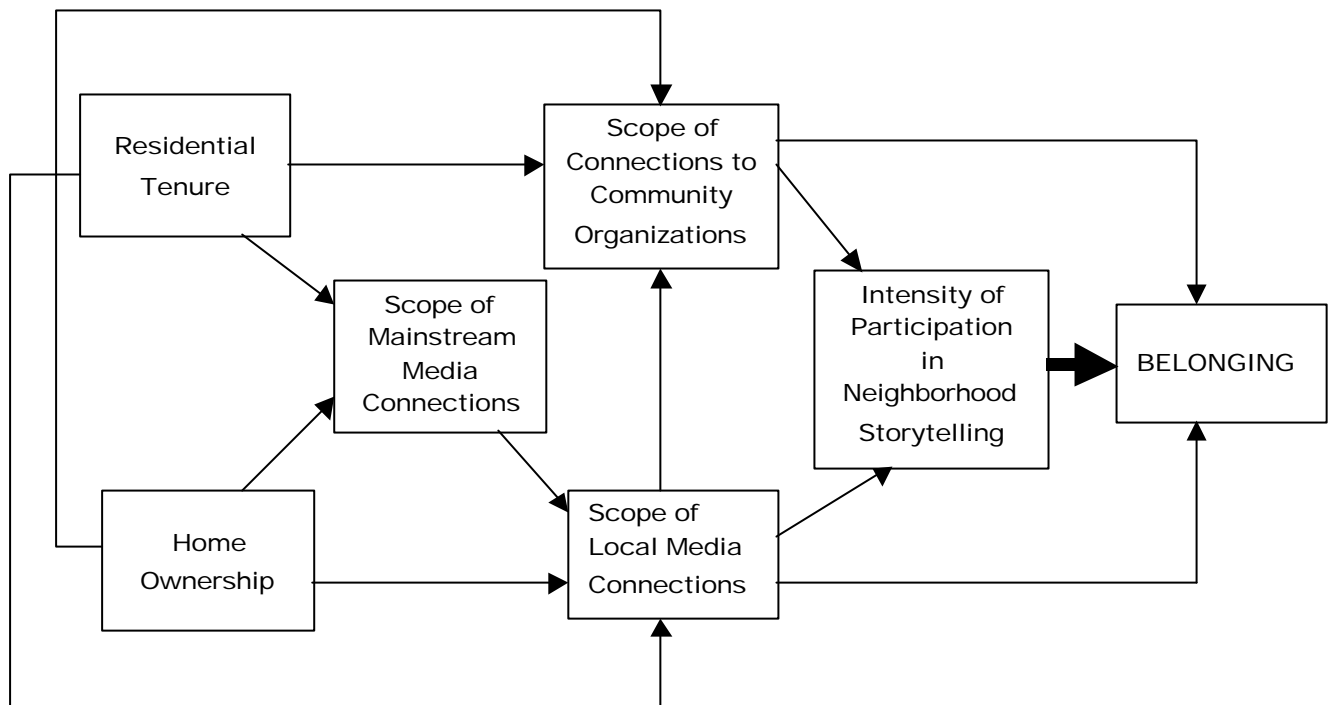 Residential
Tenure
Scope of
Connections to
Community
Organizations
Scope of
Mainstream
Media
Connections
Intensity of
Participation
in
Neighborhood
Storytelling
BELONGING
Home
Ownership
Scope of
Local Media
Connections